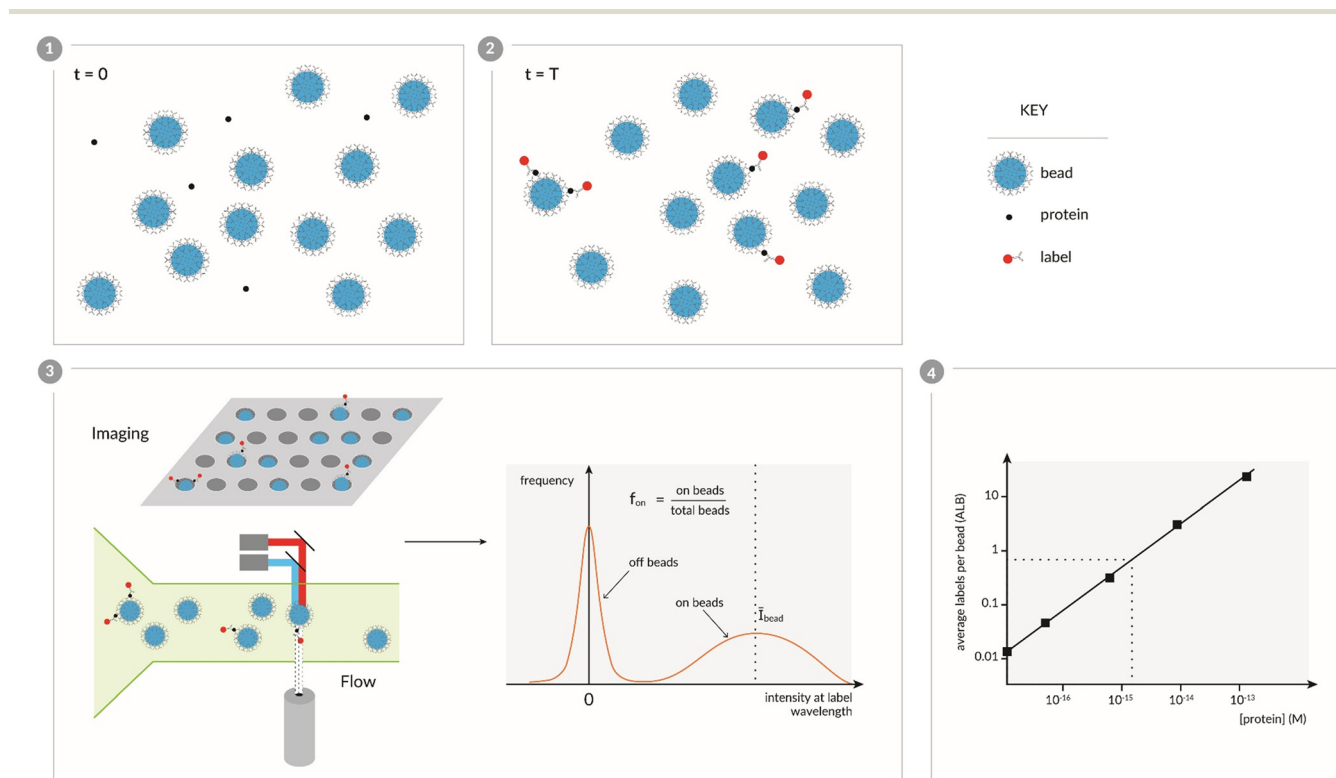 1
t = 0
2
t = T
KEY
bead
protein
label
3
Imaging
Flow
frequency
f_on = on beads / total beads
off beads
on beads
Ī_bead
0
intensity at label
wavelength
4
average labels per bead (ALB)
10
1
0.1
0.01
10⁻¹⁶
10⁻¹⁵
10⁻¹⁴
10⁻¹³
[protein] (M)